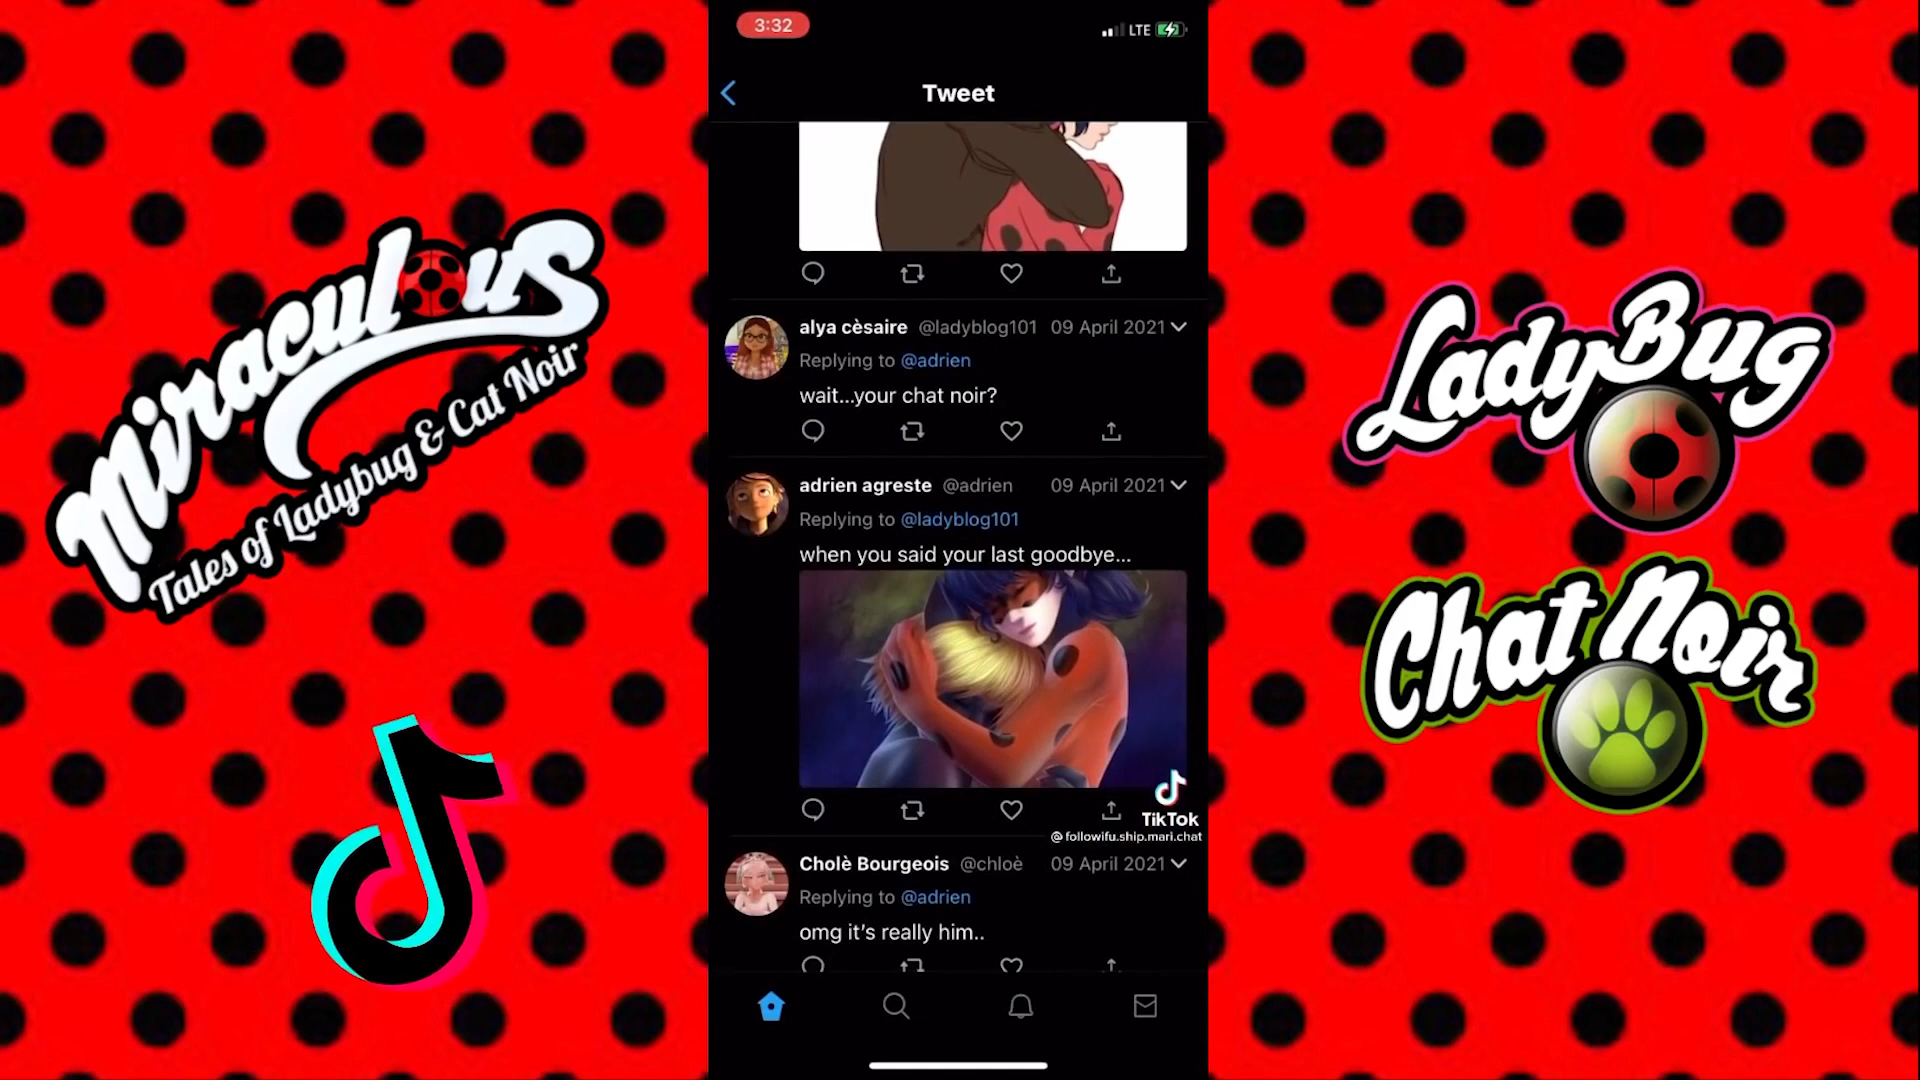 3:32
LTE
Tweet
Miraculous
Tales of Ladybug & Cat Noir
LadyBug
Chat Noir
alya cèsaire @ladyblog101 09 April 2021
Replying to @adrien
wait...your chat noir?
adrien agreste @adrien 09 April 2021
Replying to @ladyblog101
when you said your last goodbye...
TikTok
@followifu.ship.mari.chat
Cholè Bourgeois @chloè 09 April 2021
Replying to @adrien
omg it's really him..